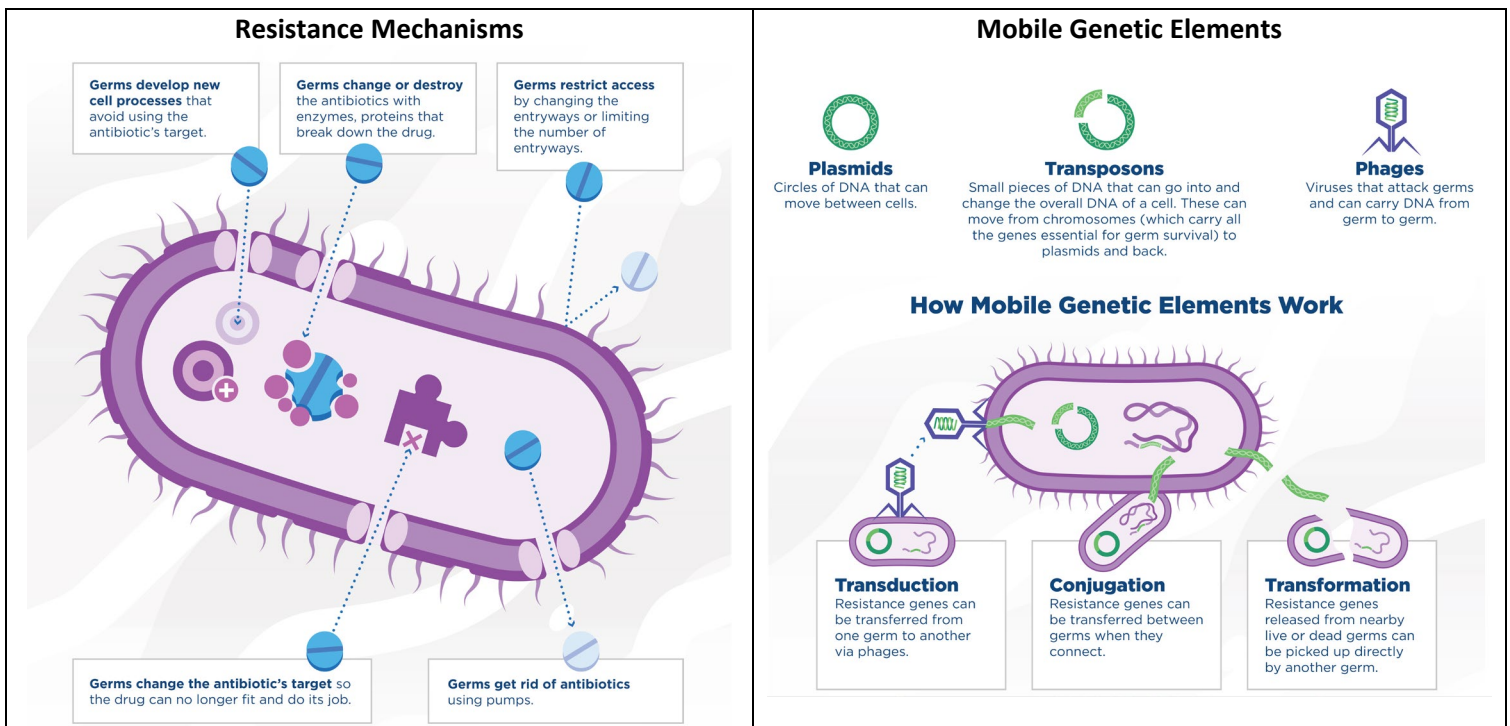 Resistance Mechanisms
Germs develop new
cell processes that
avoid using the
antibiotic's target.
Germs change or destroy
the antibiotics with
enzymes, proteins that
break down the drug.
Germs restrict access
by changing the
entryways or limiting
the number of
entryways.
Germs change the antibiotic's target so
the drug can no longer fit and do its job.
Germs get rid of antibiotics
using pumps.
Mobile Genetic Elements
Plasmids
Circles of DNA that can
move between cells.
Transposons
Small pieces of DNA that can go into and
change the overall DNA of a cell. These can
move from chromosomes (which carry all
the genes essential for germ survival) to
plasmids and back.
Phages
Viruses that attack germs
and can carry DNA from
germ to germ.
How Mobile Genetic Elements Work
Transduction
Resistance genes can
be transferred from
one germ to another
via phages.
Conjugation
Resistance genes can
be transferred between
germs when they
connect.
Transformation
Resistance genes
released from nearby
live or dead germs can
be picked up directly
by another germ.